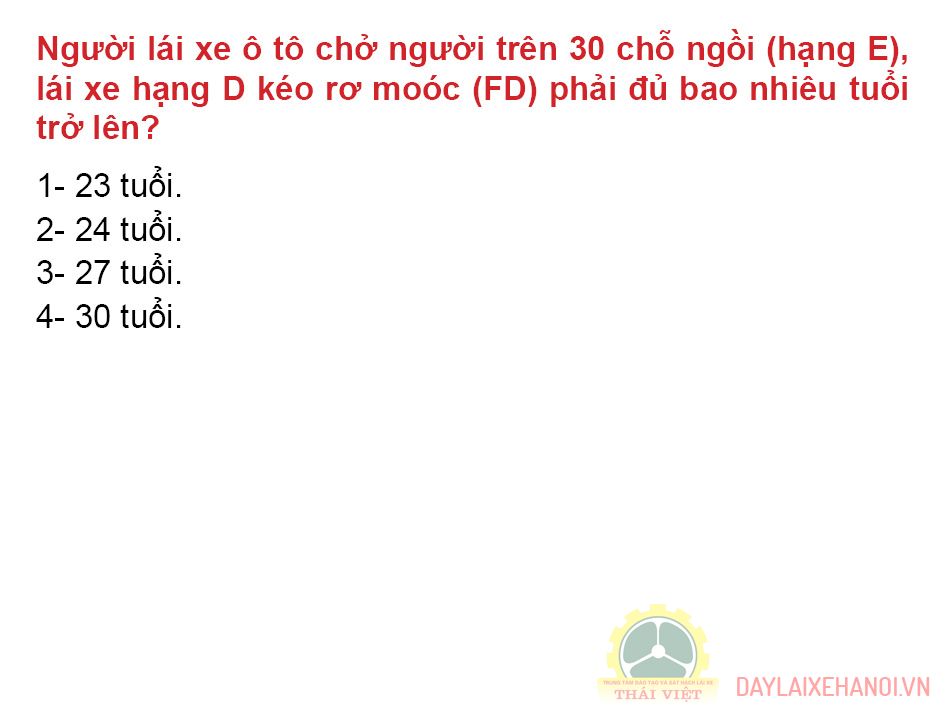 Người lái xe ô tô chở người trên 30 chỗ ngồi (hạng E),
lái xe hạng D kéo rơ moóc (FD) phải đủ bao nhiêu tuổi
trở lên?
1- 23 tuổi.
2- 24 tuổi.
3- 27 tuổi.
4- 30 tuổi.
TRUNG TÂM ĐÀO TẠO VÀ SÁT HẠCH LÁI XE
THÁI VIỆT
DAYLAIXEHANOI.VN